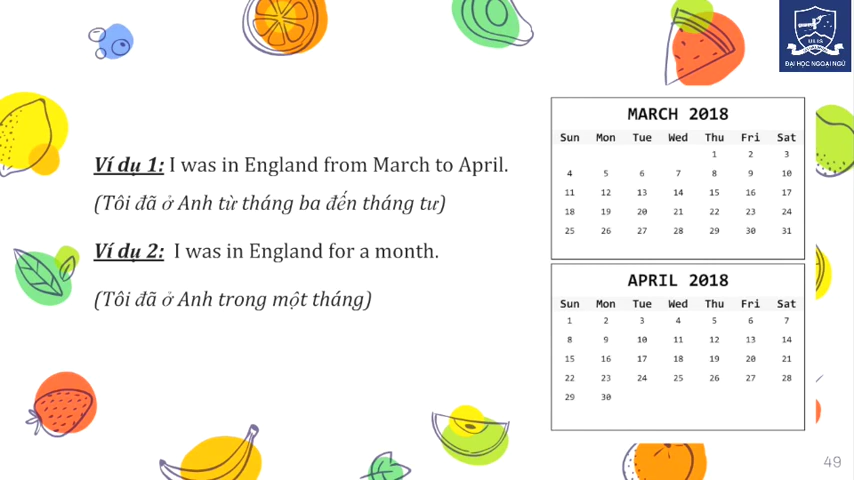 ULIS
ĐẠI HỌC NGOẠI NGỮ
Ví dụ 1: I was in England from March to April.
(Tôi đã ở Anh từ tháng ba đến tháng tư)
Ví dụ 2: I was in England for a month.
(Tôi đã ở Anh trong một tháng)
MARCH 2018
Sun Mon Tue Wed Thu Fri Sat
1 2 3
4 5 6 7 8 9 10
11 12 13 14 15 16 17
18 19 20 21 22 23 24
25 26 27 28 29 30 31
APRIL 2018
Sun Mon Tue Wed Thu Fri Sat
1 2 3 4 5 6 7
8 9 10 11 12 13 14
15 16 17 18 19 20 21
22 23 24 25 26 27 28
29 30
49